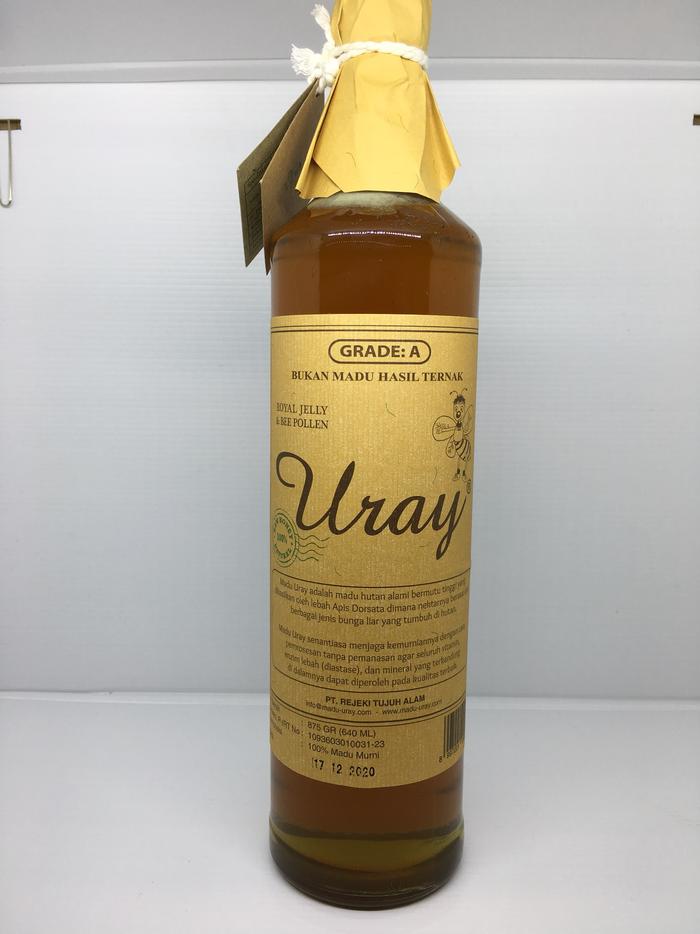 GRADE: A
BUKAN MADU HASIL TERNAK
ROYAL JELLY
& BEE POLLEN
Uray
100%
Madu Uray adalah madu hutan alami bermutu tinggi yang
dihasilkan oleh lebah Apis Dorsata dimana nektarnya
berbagai jenis bunga liar yang tumbuh di hutan.
Madu Uray senantiasa menjaga kemurniannya dengan
pemrosesan tanpa pemanasan agar seluruh vitamin,
enzim lebah (diastase), dan mineral yang terkandung
di dalamnya dapat diperoleh pada kualitas terbaik.
PT. REJEKI TUJUH ALAM
info@madu-uray.com - www.madu-uray.com
: 875 GR (640 ML)
P-IRT No : 1093603010031-23
: 100% Madu Murni
17 12 2020